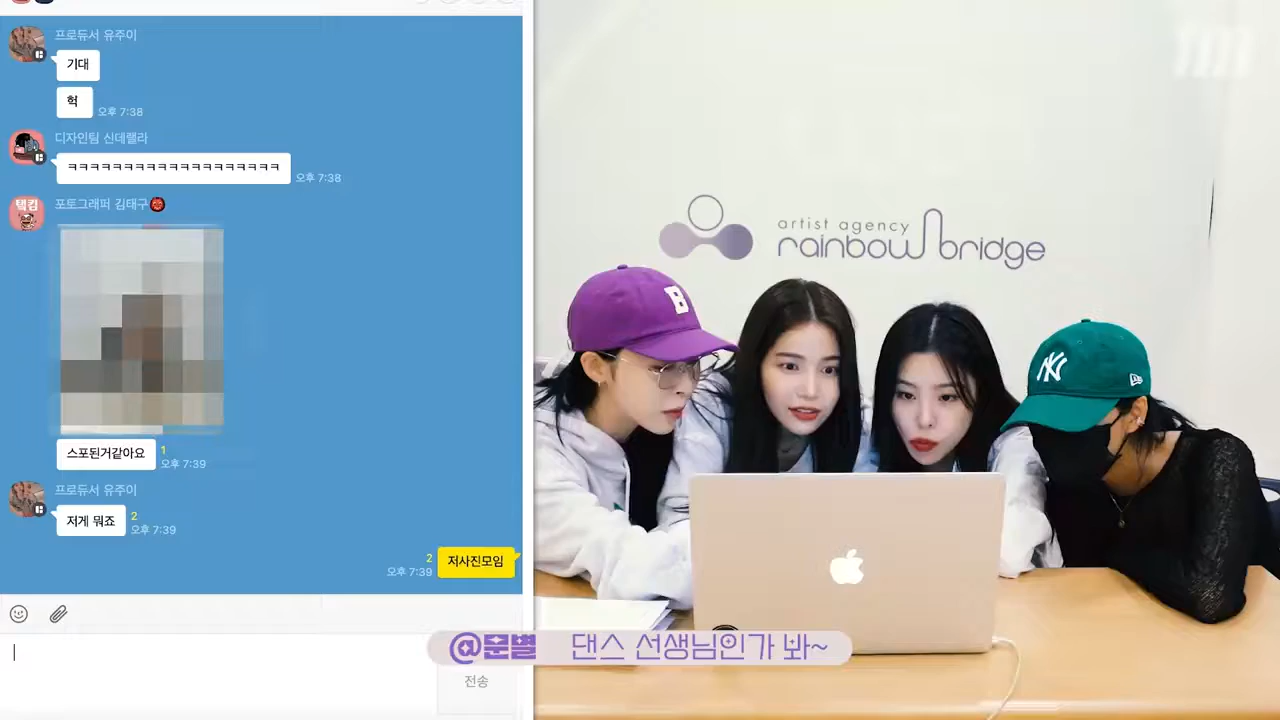 프로듀서 유주이
기대
헉
오후 7:38
디자인팀 신데렐라
ㅋㅋㅋㅋㅋㅋㅋㅋㅋㅋㅋㅋㅋㅋㅋㅋㅋㅋㅋ
오후 7:38
텤킴
포토그래퍼 김태구
스포된거같아요
1
오후 7:39
프로듀서 유주이
저게 뭐죠
2
오후 7:39
2
오후 7:39
저사진모임
전송
artist agency
rainbow bridge
B
NY
@문별 댄스 선생님인가 봐~